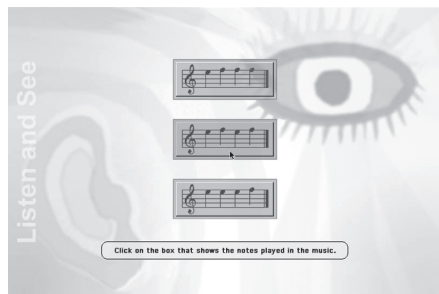 Listen and See
Click on the box that shows the notes played in the music.